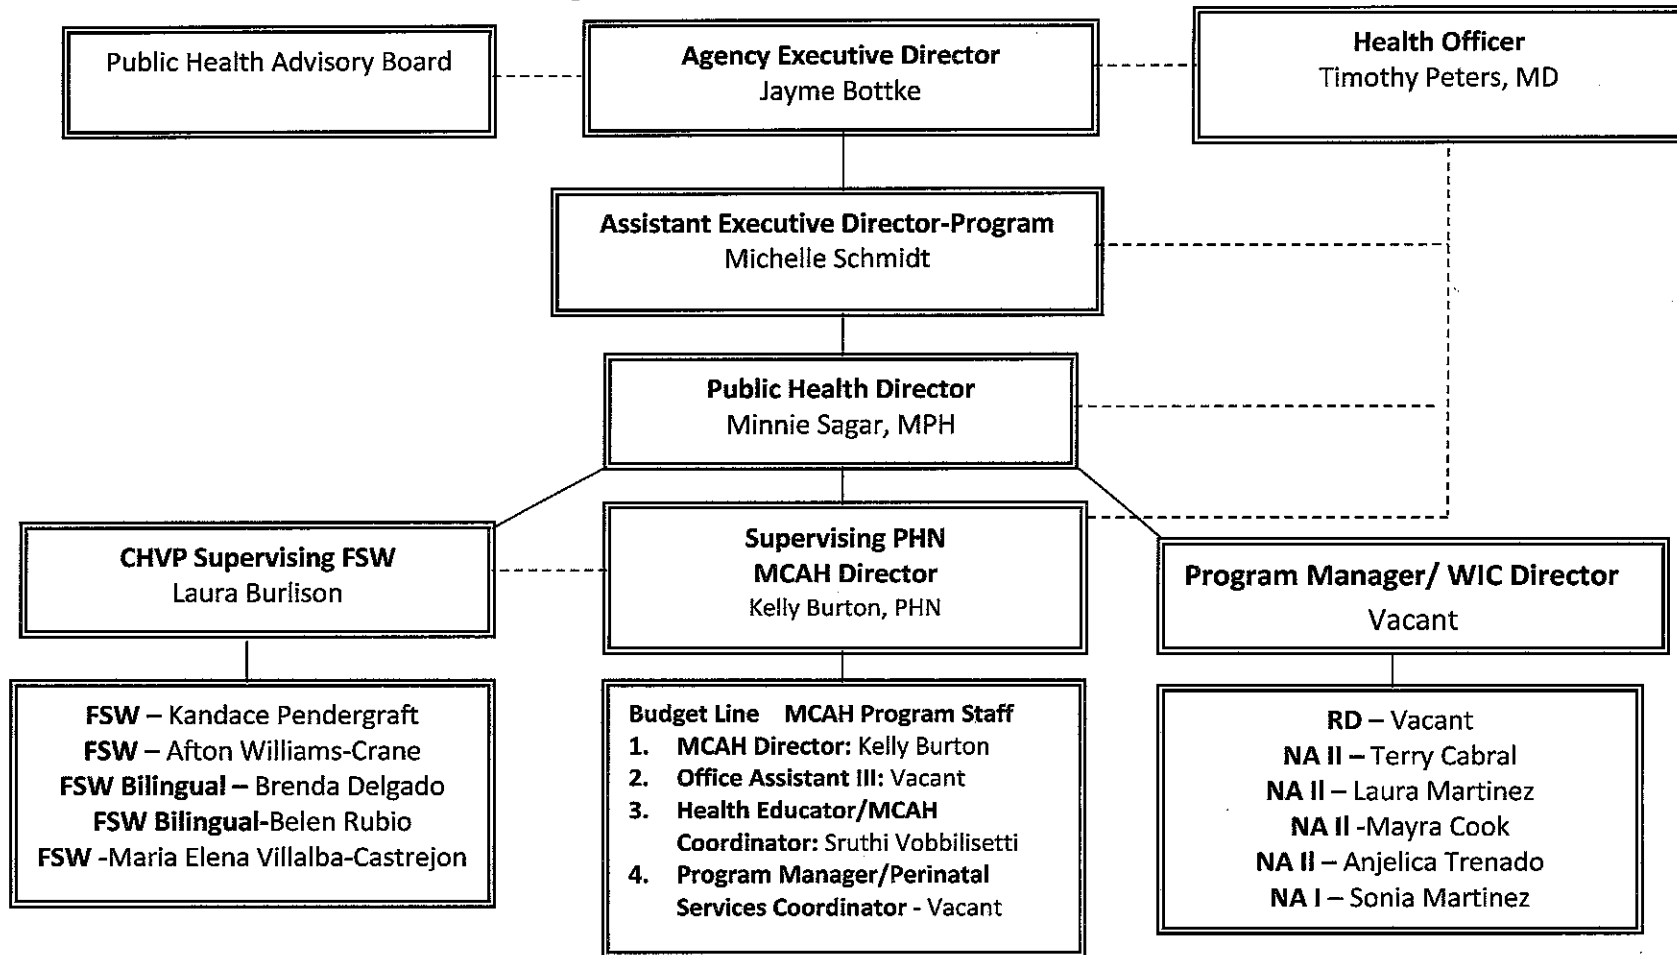 Public Health Advisory Board
Agency Executive Director
Jayme Bottke
Health Officer
Timothy Peters, MD
Assistant Executive Director-Program
Michelle Schmidt
Public Health Director
Minnie Sagar, MPH
CHVP Supervising FSW
Laura Burlison
Supervising PHN
MCAH Director
Kelly Burton, PHN
Program Manager/ WIC Director
Vacant
FSW – Kandace Pendergraft
FSW – Afton Williams-Crane
FSW Bilingual – Brenda Delgado
FSW Bilingual-Belen Rubio
FSW -Maria Elena Villalba-Castrejon
Budget Line MCAH Program Staff
1. MCAH Director: Kelly Burton
2. Office Assistant III: Vacant
3. Health Educator/MCAH
Coordinator: Sruthi Vobbilisetti
4. Program Manager/Perinatal
Services Coordinator - Vacant
RD – Vacant
NA II – Terry Cabral
NA II – Laura Martinez
NA II -Mayra Cook
NA II – Anjelica Trenado
NA I – Sonia Martinez